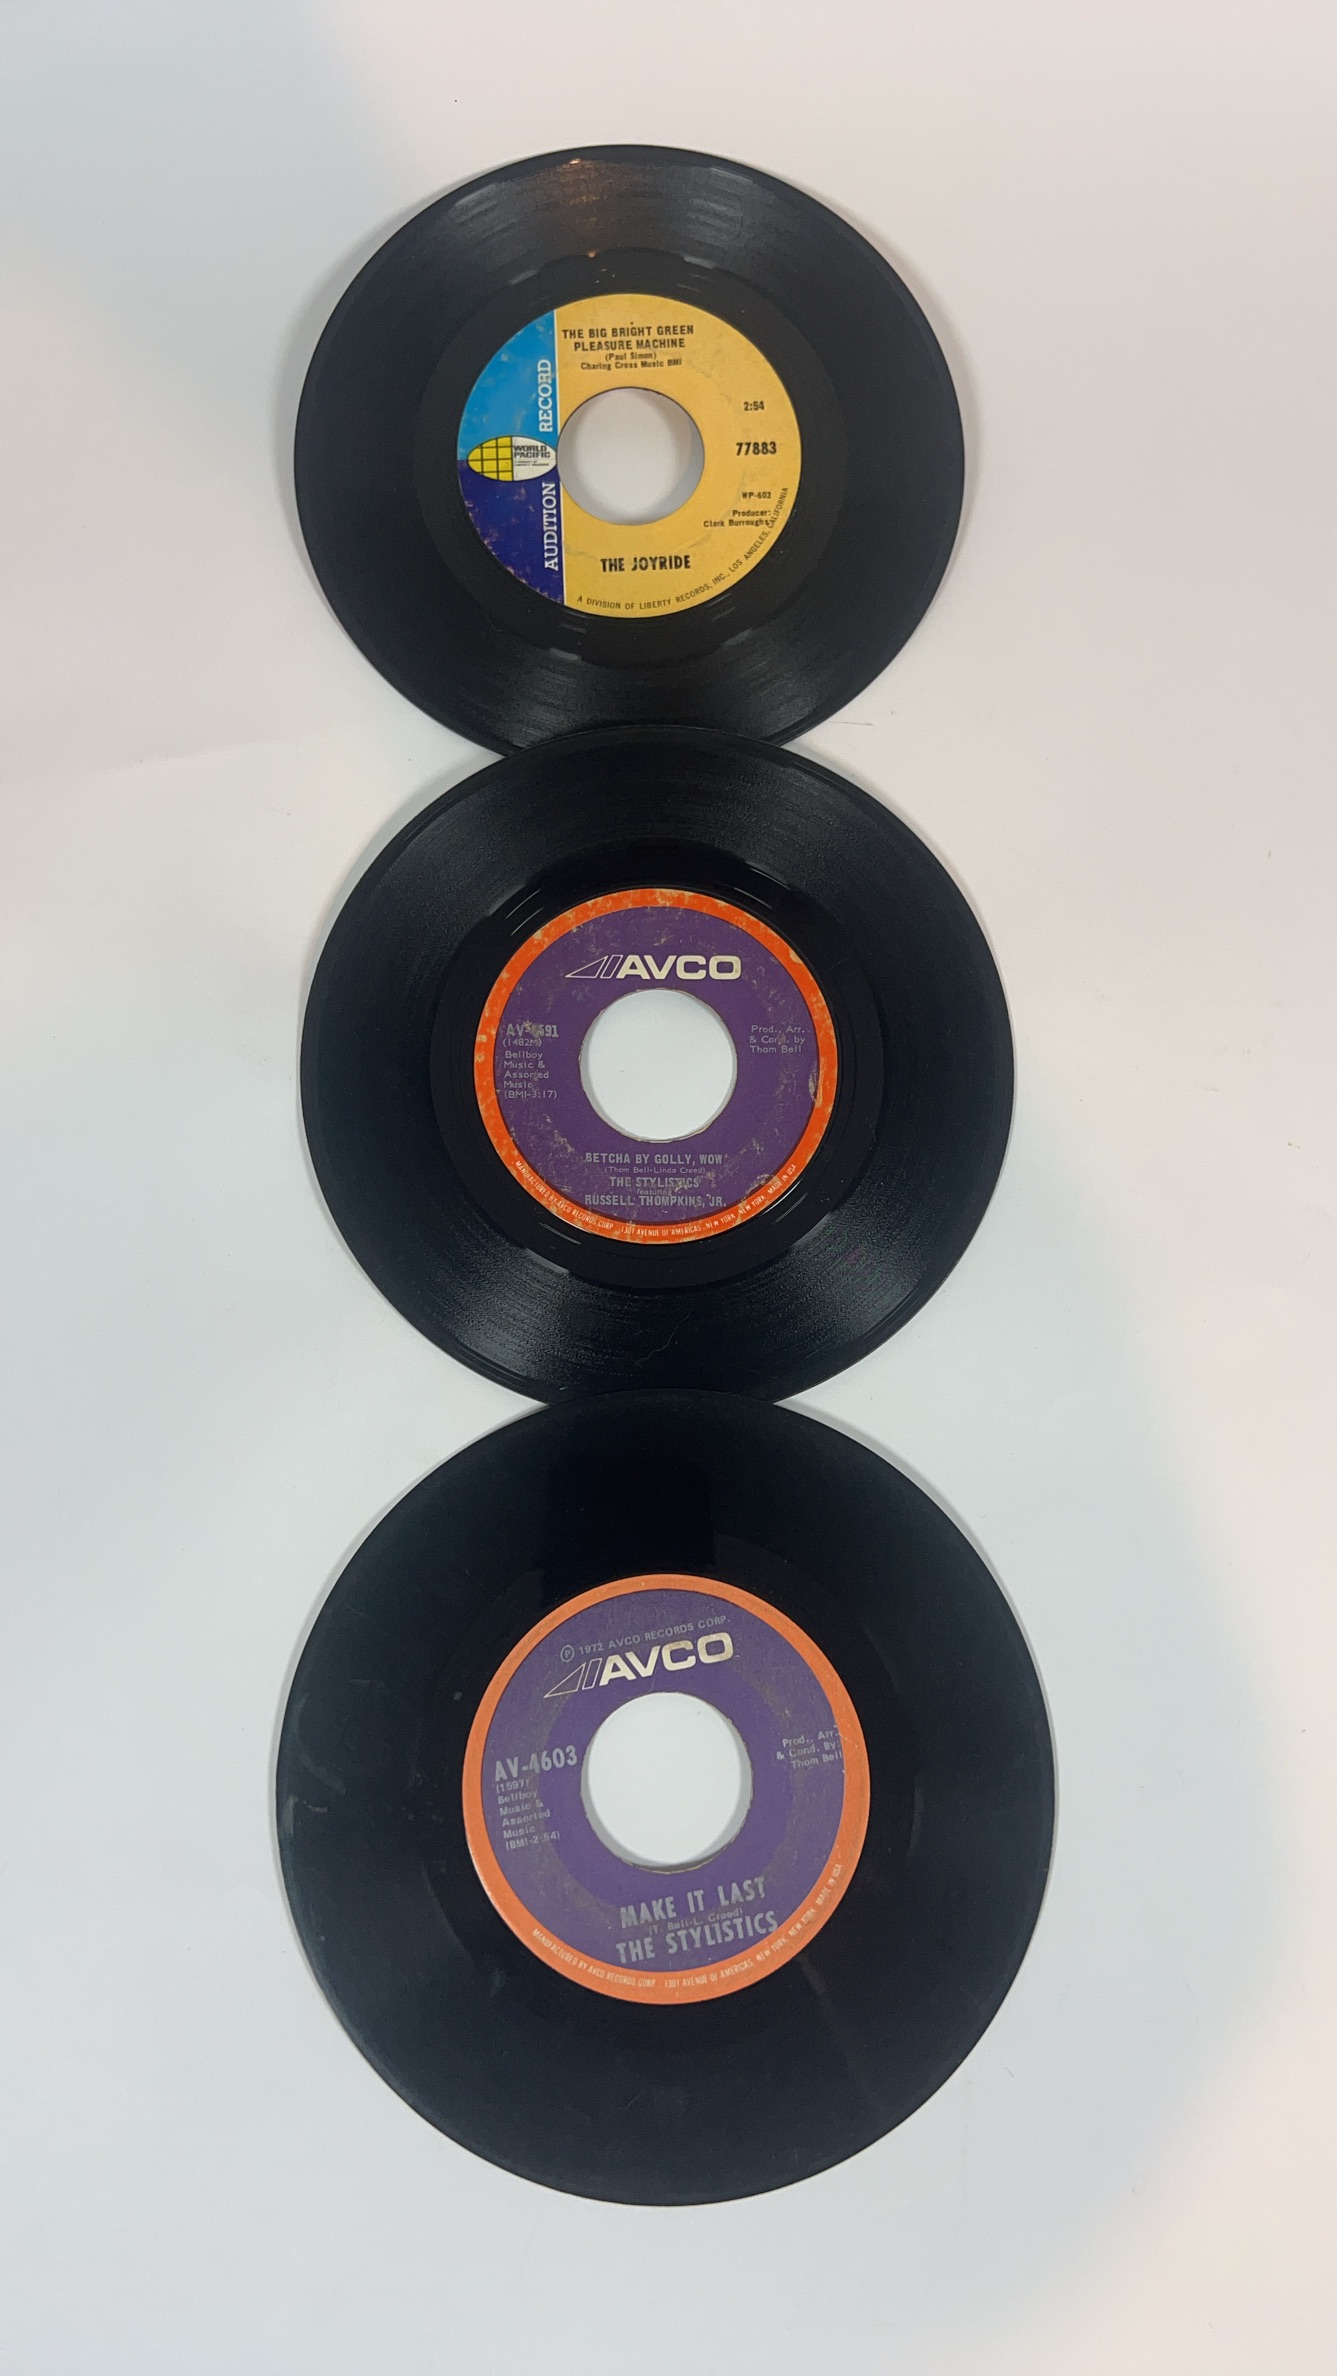 THE BIG BRIGHT GREEN
PLEASURE MACHINE
(Paul Simon)
Charing Cross Music BMI
2:54
77883
WP-602
Producer:
Clark Burroughs
THE JOYRIDE
A DIVISION OF LIBERTY RECORDS, INC., LOS ANGELES, CALIFORNIA
AUDITION RECORD
WORLD
PACIFIC
AVCO
AV-4591
(1482M)
Bellboy
Music &
Assorted
Music
(BMI-3:17)
Prod., Arr.
& Cond. by
Thom Bell
BETCHA BY GOLLY, WOW
(Thom Bell-Linda Creed)
THE STYLISTICS
featuring
RUSSELL THOMPKINS, JR.
MANUFACTURED BY AVCO RECORDS CORP. 1301 AVENUE OF AMERICAS, NEW YORK, NEW YORK MADE IN USA
Ⓟ 1972 AVCO RECORDS CORP.
AVCO
AV-4603
(1597)
Bellboy
Music &
Assorted
Music
(BMI-2:54)
Prod., Arr.
& Cond. By:
Thom Bell
MAKE IT LAST
(T. Bell-L. Creed)
THE STYLISTICS
MANUFACTURED BY AVCO RECORDS CORP. 1301 AVENUE OF AMERICAS, NEW YORK, NEW YORK MADE IN USA